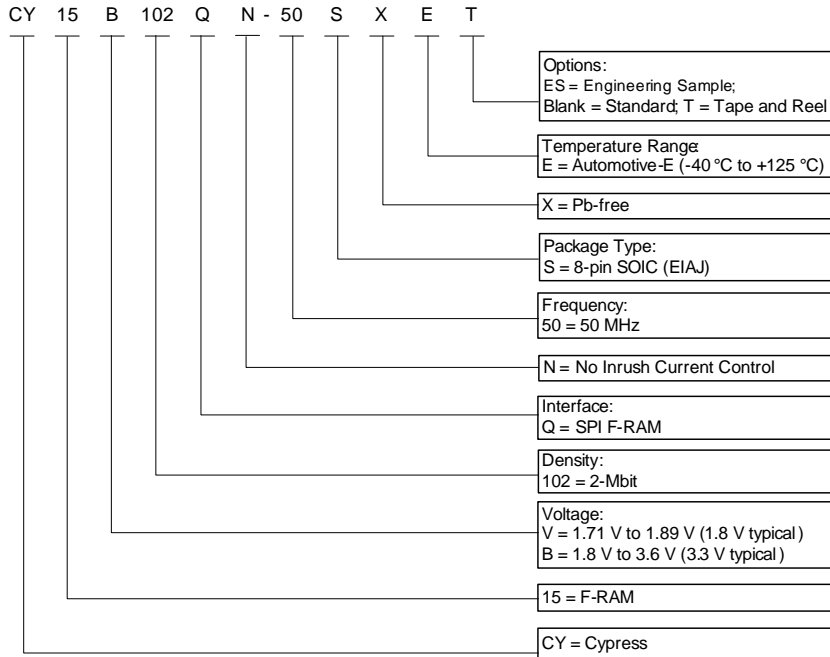 CY 15 B 102 Q N - 50 S X E T
Options:
ES = Engineering Sample;
Blank = Standard; T = Tape and Reel
Temperature Range:
E = Automotive-E (-40 °C to +125 °C)
X = Pb-free
Package Type:
S = 8-pin SOIC (EIAJ)
Frequency:
50 = 50 MHz
N = No Inrush Current Control
Interface:
Q = SPI F-RAM
Density:
102 = 2-Mbit
Voltage:
V = 1.71 V to 1.89 V (1.8 V typical)
B = 1.8 V to 3.6 V (3.3 V typical)
15 = F-RAM
CY = Cypress